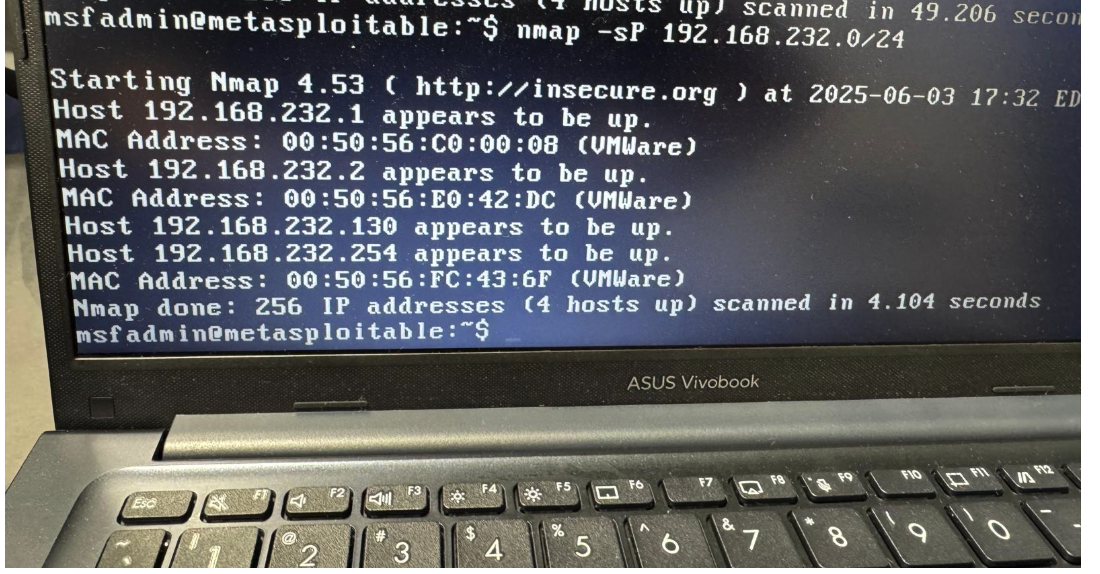 addresses (4 hosts up) scanned in 49.206 secon
msfadmin@metasploitable:~$ nmap -sP 192.168.232.0/24
Starting Nmap 4.53 ( http://insecure.org ) at 2025-06-03 17:32 ED
Host 192.168.232.1 appears to be up.
MAC Address: 00:50:56:C0:00:08 (VMWare)
Host 192.168.232.2 appears to be up.
MAC Address: 00:50:56:E0:42:DC (VMWare)
Host 192.168.232.130 appears to be up.
Host 192.168.232.254 appears to be up.
MAC Address: 00:50:56:FC:43:6F (VMWare)
Nmap done: 256 IP addresses (4 hosts up) scanned in 4.104 seconds
msfadmin@metasploitable:~$
ASUS Vivobook
Esc F1 F2 F3 F4 F5 F6 F7 F8 F9 F10 F11 F12
~ ! 1 @ 2 # 3 $ 4 % 5 ^ 6 & 7 * 8 ( 9 ) 0 -